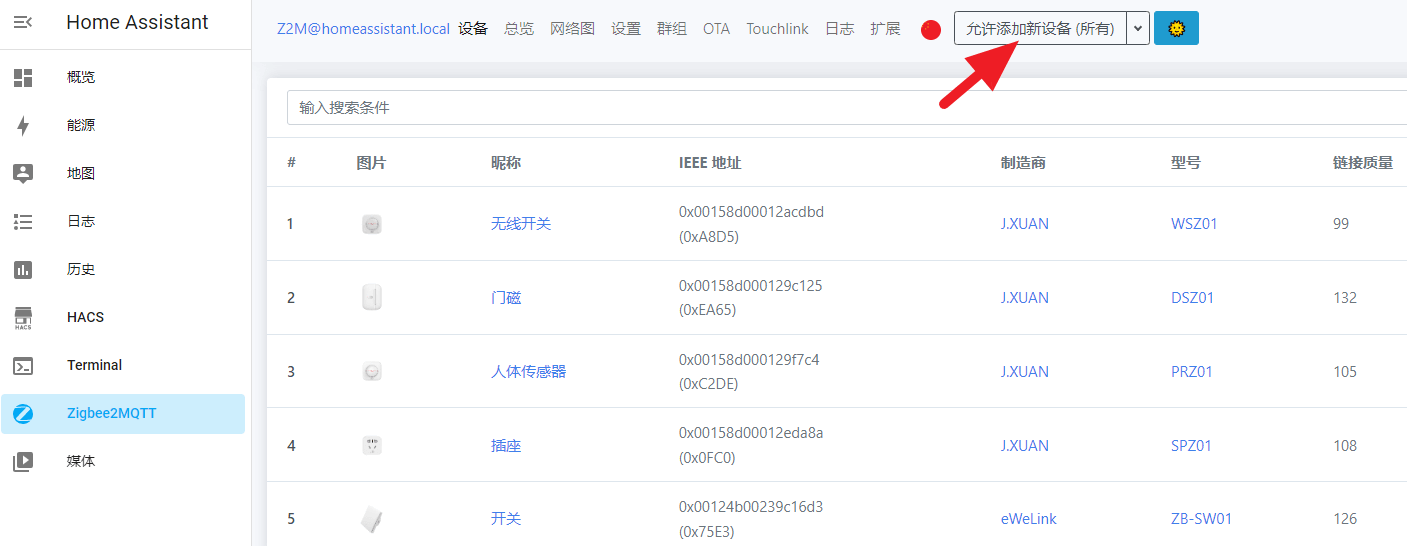 Home Assistant
概览
能源
地图
日志
历史
HACS
HACS
Terminal
Zigbee2MQTT
媒体
Z2M@homeassistant.local 设备 总览 网络图 设置 群组 OTA Touchlink 日志 扩展 允许添加新设备 (所有)
输入搜索条件
# 图片 昵称 IEEE 地址 制造商 型号 链接质量
1 无线开关 0x00158d00012acdbd J.XUAN WSZ01 99
(0xA8D5)
2 门磁 0x00158d000129c125 J.XUAN DSZ01 132
(0xEA65)
3 人体传感器 0x00158d000129f7c4 J.XUAN PRZ01 105
(0xC2DE)
4 插座 0x00158d00012eda8a J.XUAN SPZ01 108
(0x0FC0)
5 开关 0x00124b00239c16d3 eWeLink ZB-SW01 126
(0x75E3)